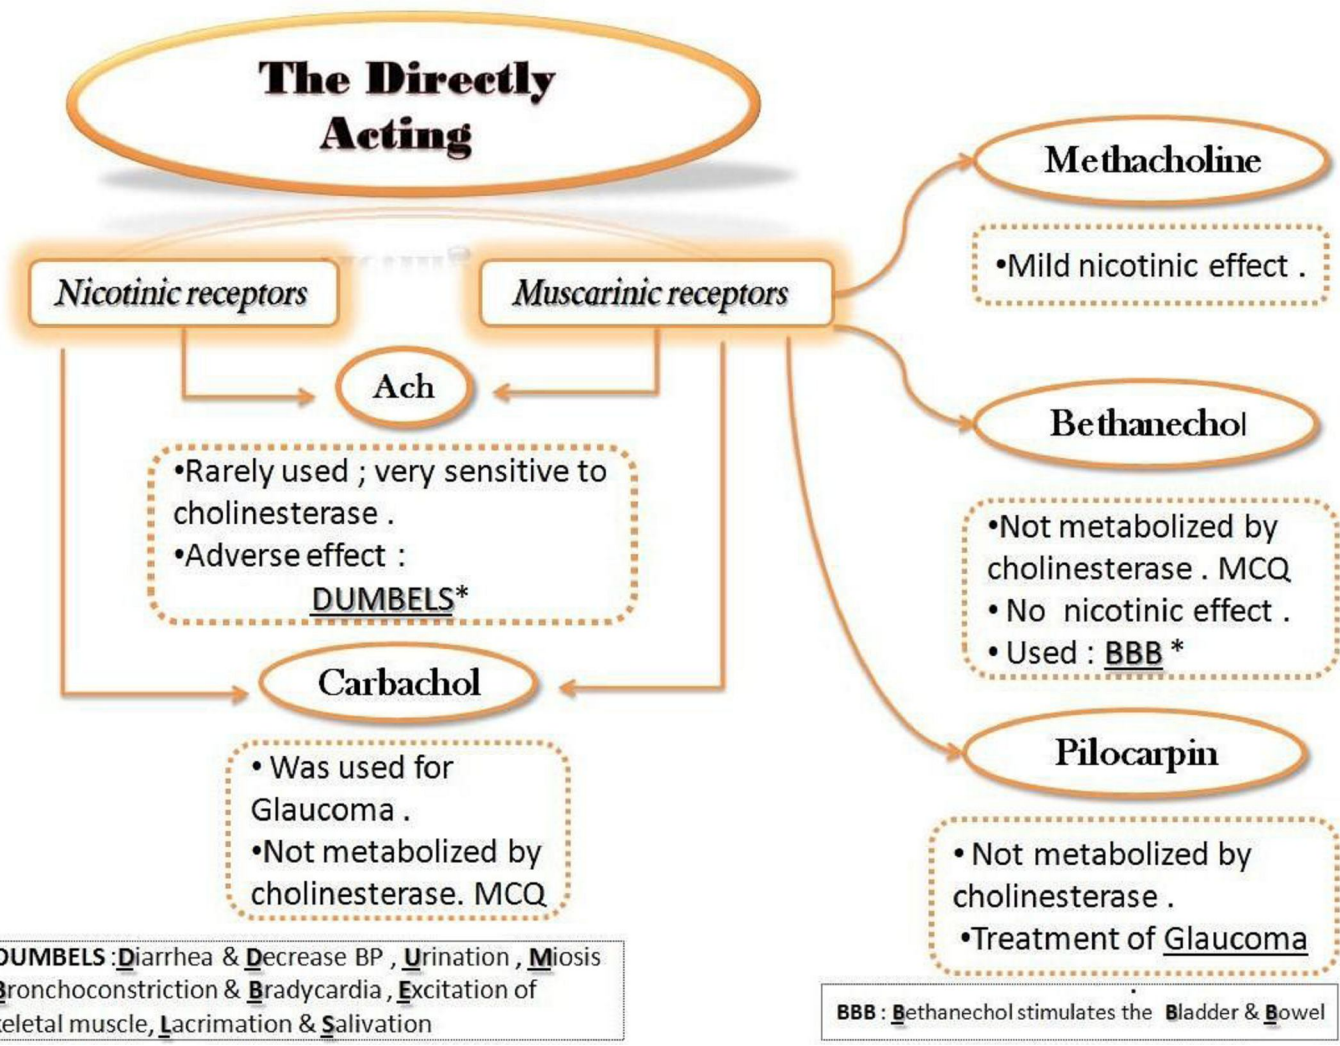 The Directly
Acting
Nicotinic receptors
Muscarinic receptors
Ach
•Rarely used ; very sensitive to
cholinesterase .
•Adverse effect :
DUMBELS*
Carbachol
• Was used for
Glaucoma .
•Not metabolized by
cholinesterase. MCQ
Methacholine
•Mild nicotinic effect .
Bethanechol
•Not metabolized by
cholinesterase . MCQ
• No nicotinic effect .
• Used : BBB *
Pilocarpin
• Not metabolized by
cholinesterase .
•Treatment of Glaucoma
DUMBELS :Diarrhea & Decrease BP , Urination , Miosis
Bronchoconstriction & Bradycardia , Excitation of
keletal muscle, Lacrimation & Salivation
BBB : Bethanechol stimulates the Bladder & Bowel